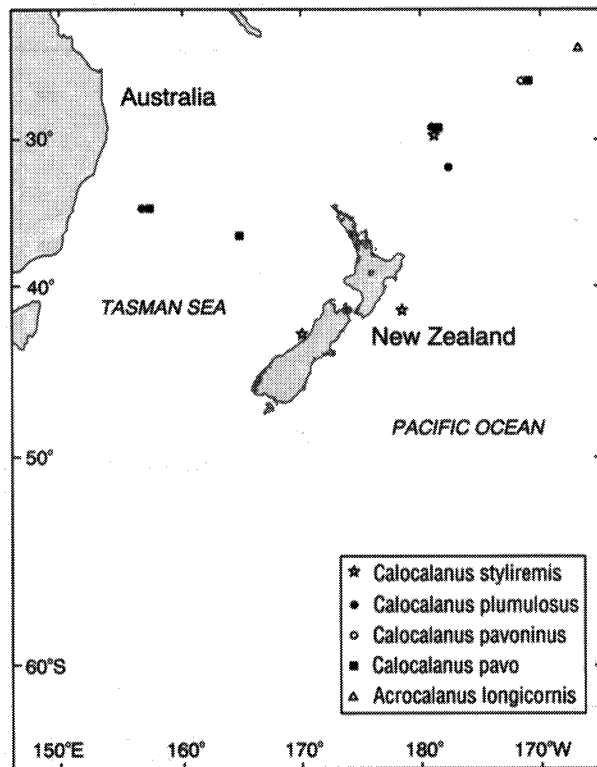 Australia
30°
40°
TASMAN SEA
New Zealand
PACIFIC OCEAN
50°
Calocalanus styliremis
Calocalanus plumulosus
Calocalanus pavoninus
Calocalanus pavo
Acrocalanus longicornis
60°S
150°E 160° 170° 180° 170°W